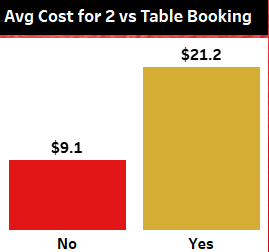 Avg Cost for 2 vs Table Booking
$21.2
$9.1
No Yes